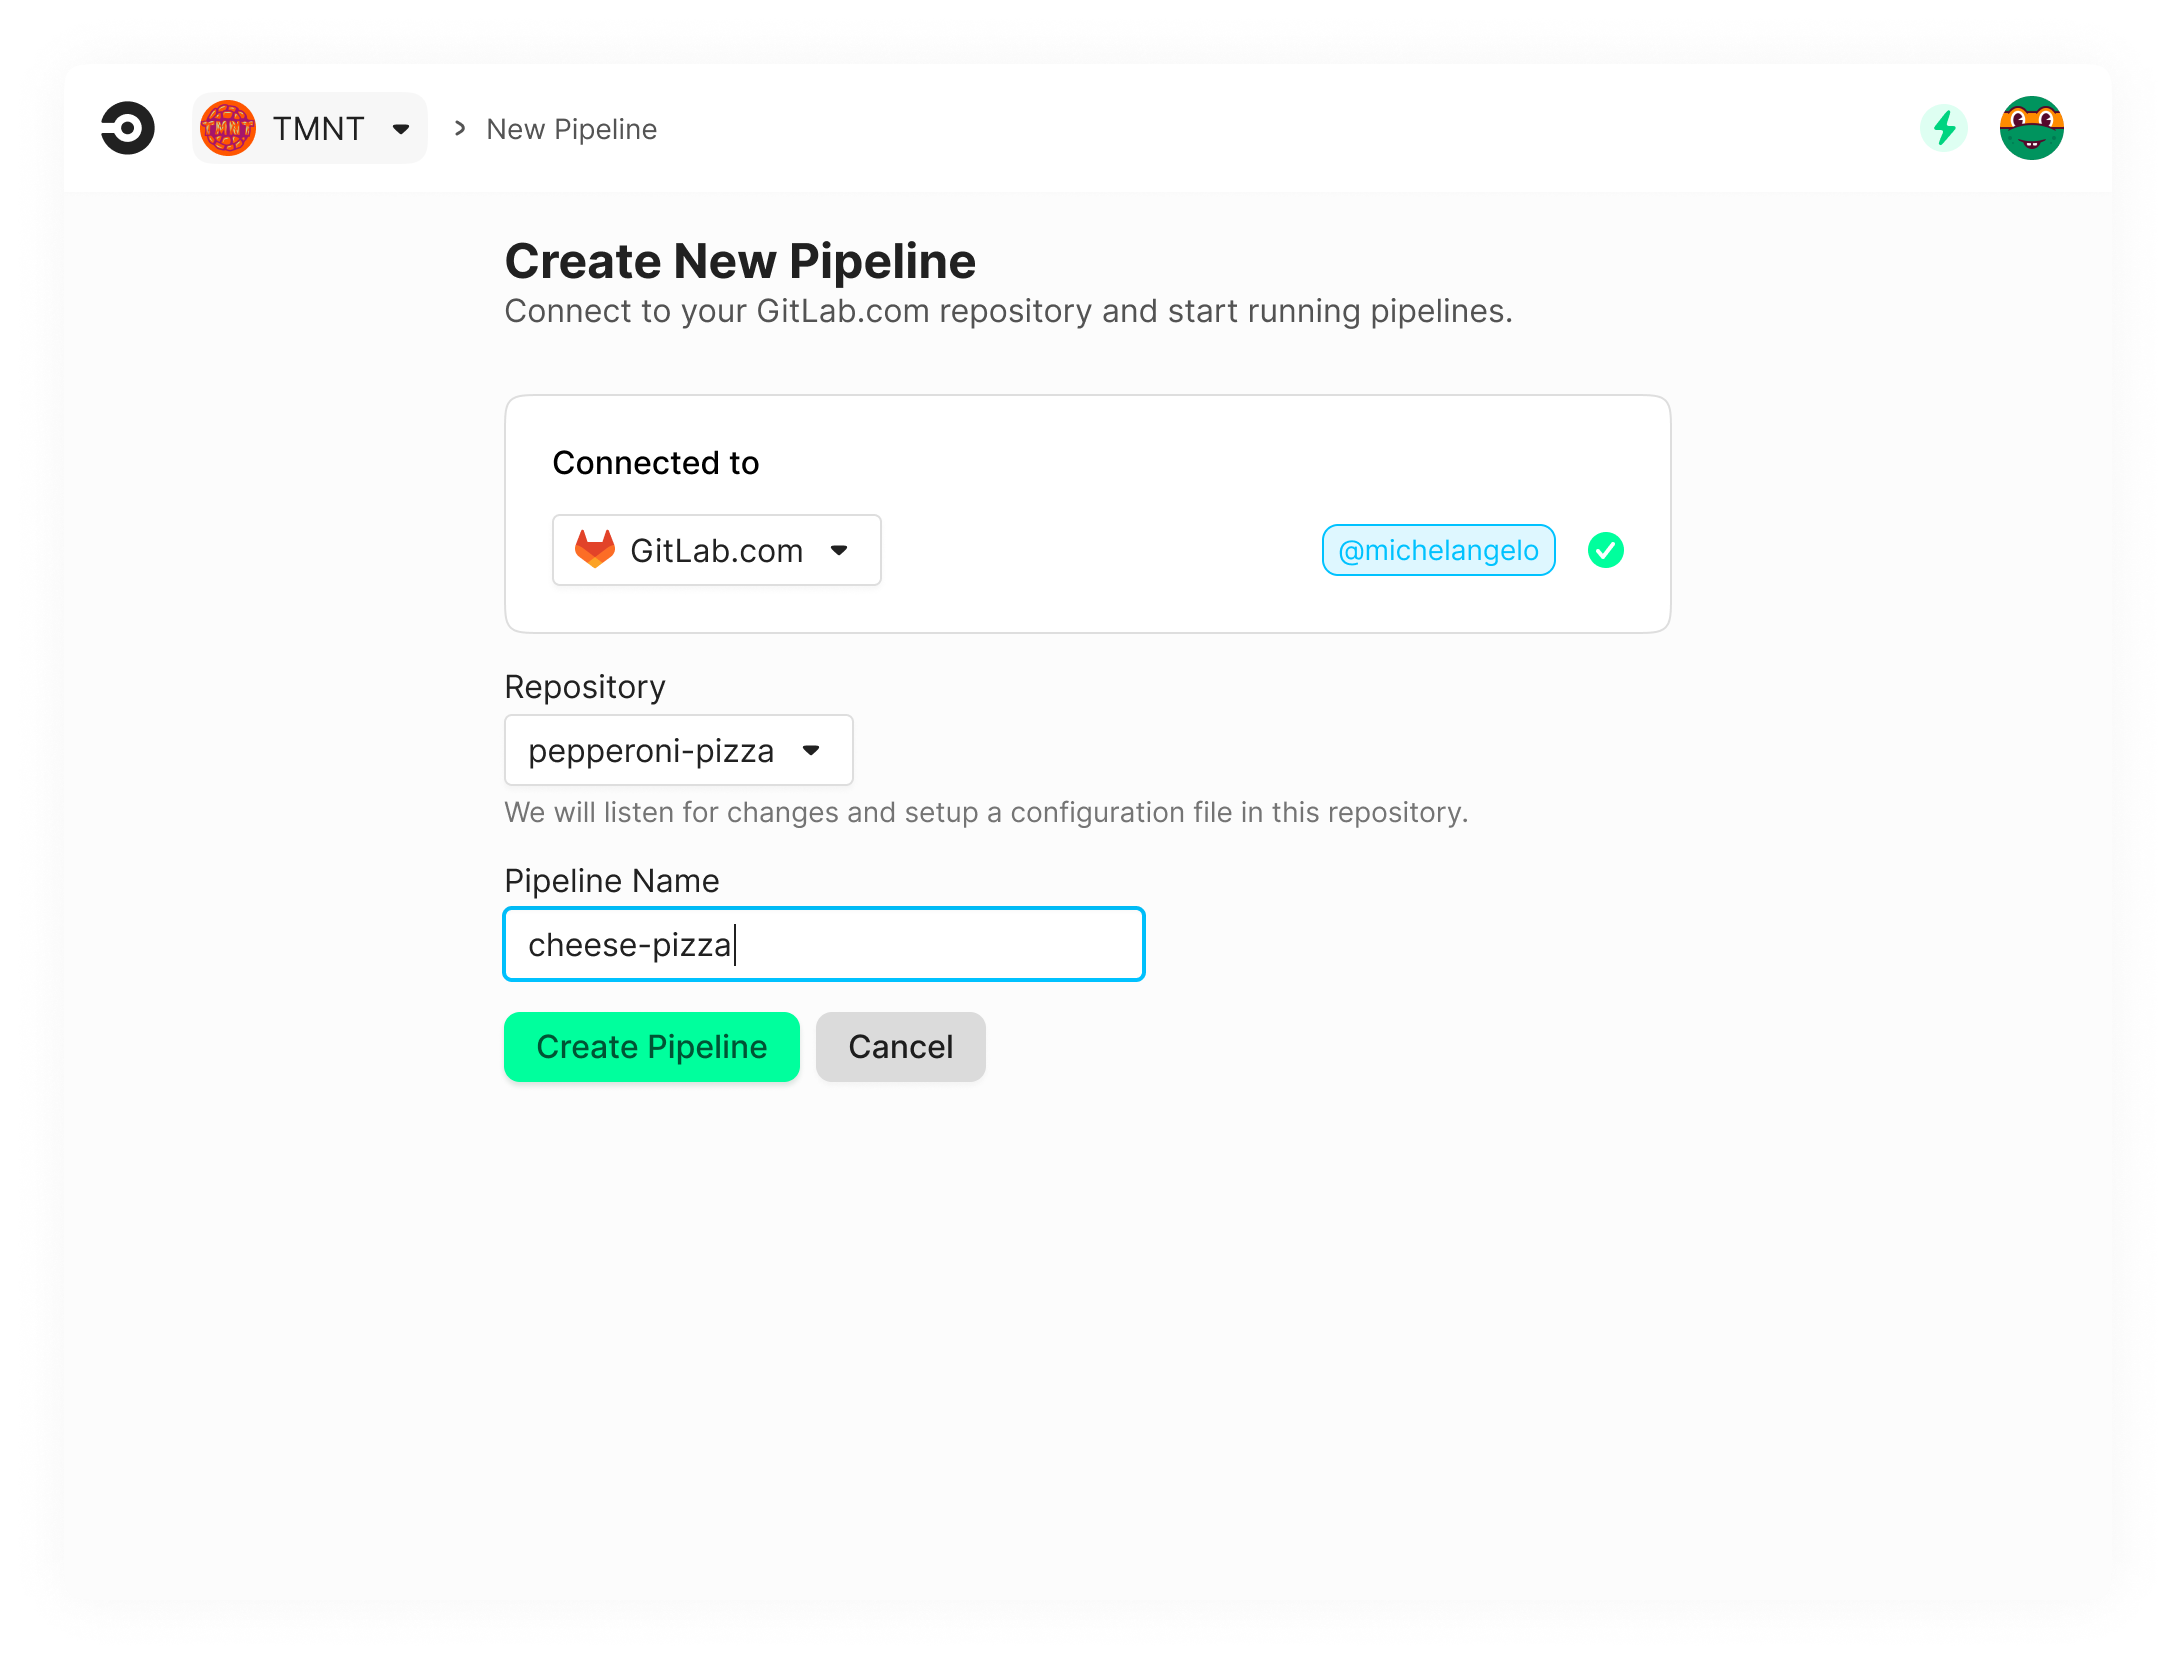 TMNT
TMNT
New Pipeline
Create New Pipeline
Connect to your GitLab.com repository and start running pipelines.
Connected to
GitLab.com
@michelangelo
Repository
pepperoni-pizza
We will listen for changes and setup a configuration file in this repository.
Pipeline Name
cheese-pizza
Create Pipeline
Cancel